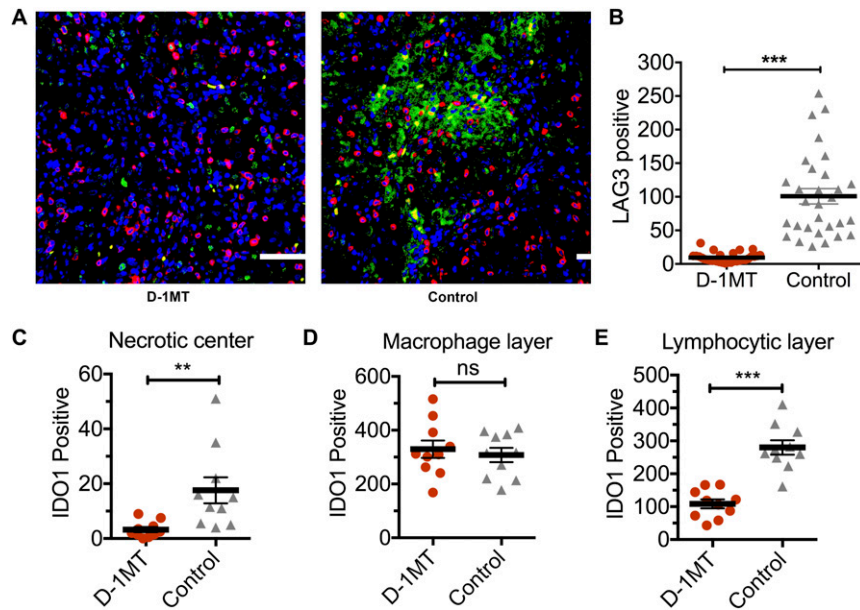 A
D-1MT
Control
B
LAG3 positive
300
250
200
150
100
50
0
***
D-1MT
Control
C
Necrotic center
IDO1 Positive
60
40
20
0
**
D-1MT
Control
D
Macrophage layer
IDO1 Positive
600
400
200
0
ns
D-1MT
Control
E
Lymphocytic layer
IDO1 Positive
500
400
300
200
100
0
***
D-1MT
Control